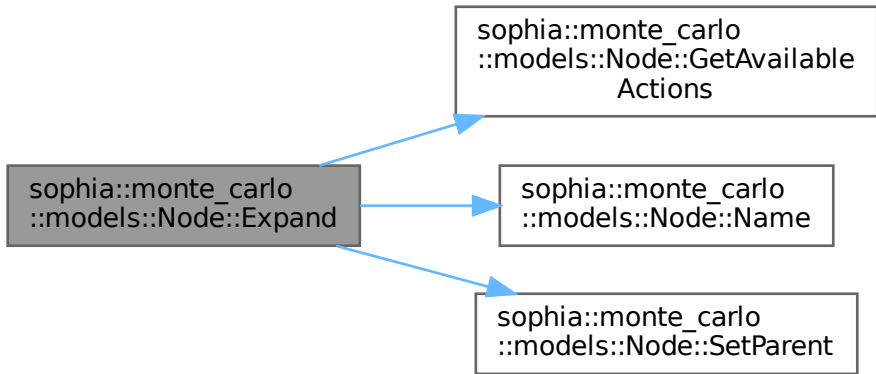 sophia::monte_carlo
::models::Node::GetAvailable
Actions
sophia::monte_carlo
::models::Node::Expand
sophia::monte_carlo
::models::Node::Name
sophia::monte_carlo
::models::Node::SetParent